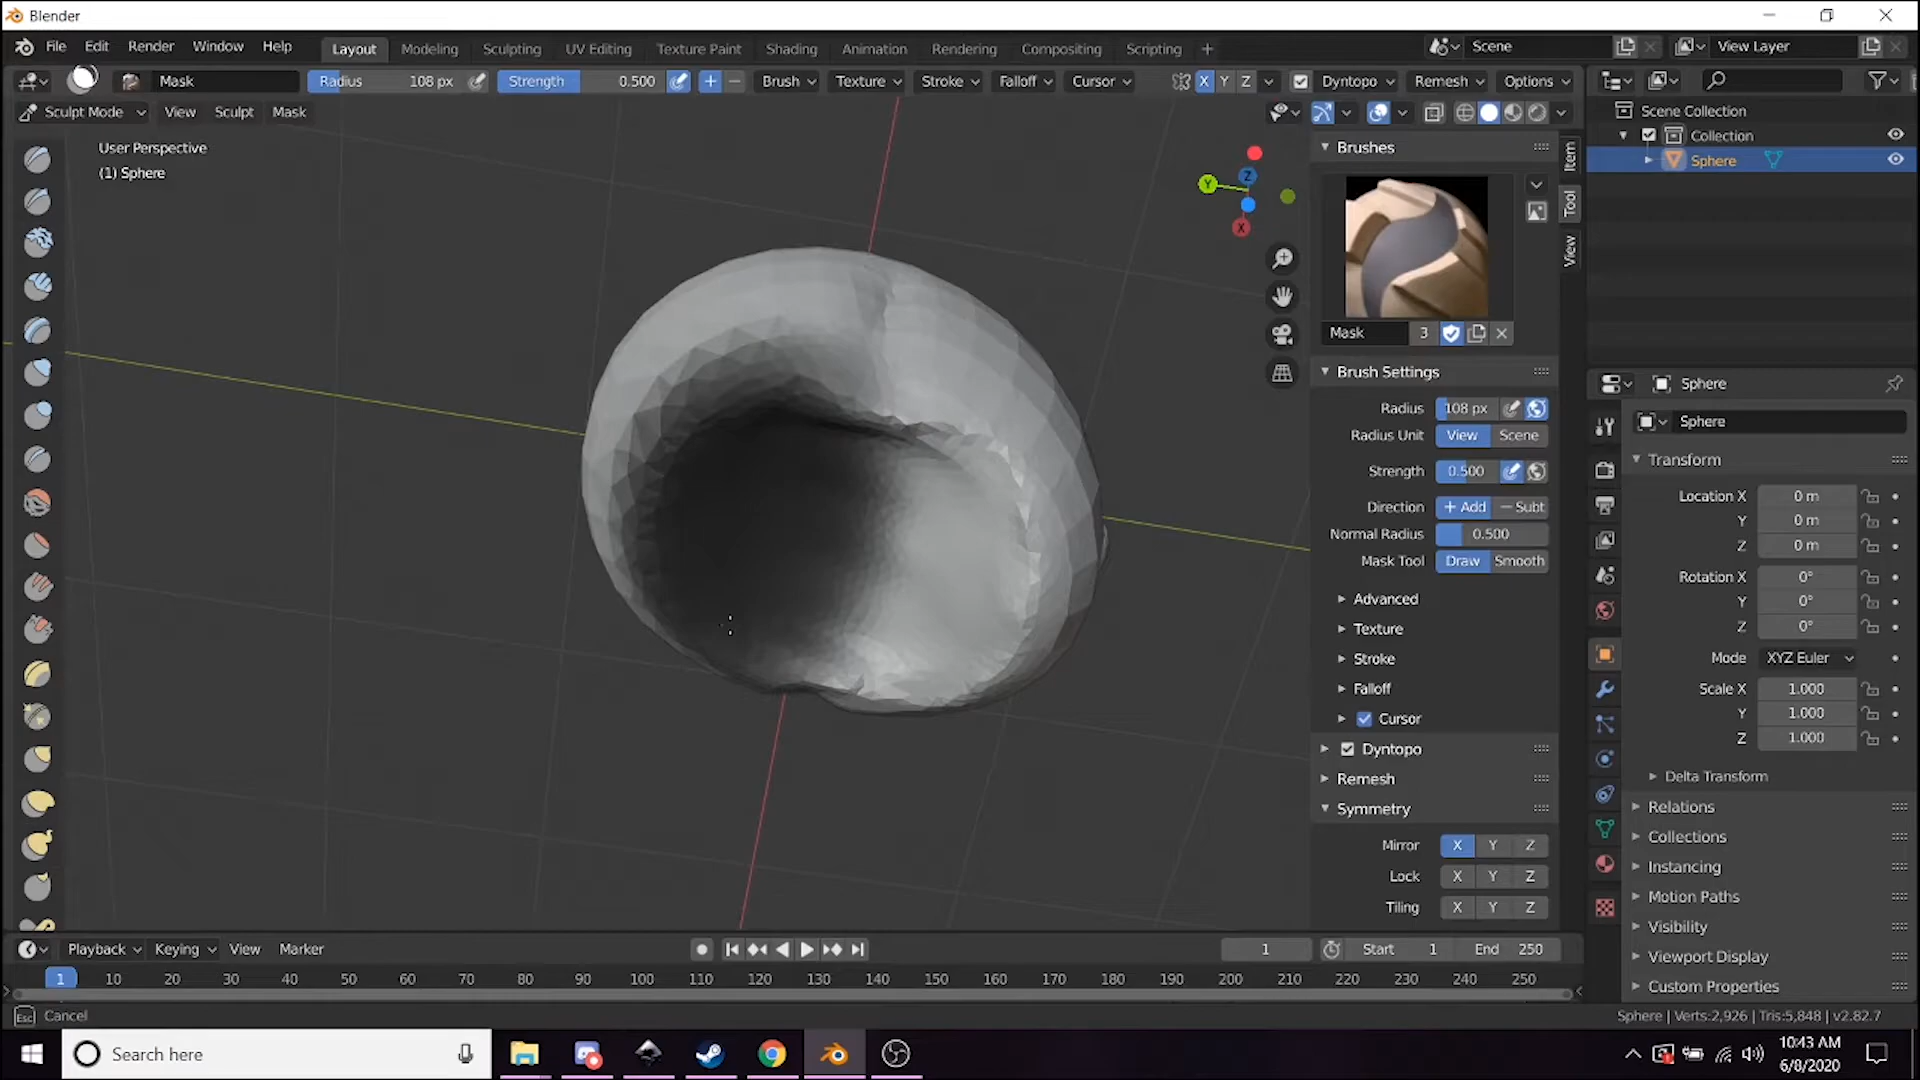 Blender
File Edit Render Window Help Layout Modeling Sculpting UV Editing Texture Paint Shading Animation Rendering Compositing Scripting + Scene View Layer
Mask Radius 108 px Strength 0.500 + − Brush Texture Stroke Falloff Cursor X Y Z Dyntopo Remesh Options
Sculpt Mode View Sculpt Mask
User Perspective
(1) Sphere
Y Z X
Brushes
Mask 3
Brush Settings
Radius 108 px
Radius Unit View Scene
Strength 0.500
Direction + Add − Subt
Normal Radius 0.500
Mask Tool Draw Smooth
Advanced
Texture
Stroke
Falloff
Cursor
Dyntopo
Remesh
Symmetry
Mirror X Y Z
Lock X Y Z
Tiling X Y Z
Item
Tool
View
Scene Collection
Collection
Sphere
Sphere
Sphere
Transform
Location X 0 m
Y 0 m
Z 0 m
Rotation X 0°
Y 0°
Z 0°
Mode XYZ Euler
Scale X 1.000
Y 1.000
Z 1.000
Delta Transform
Relations
Collections
Instancing
Motion Paths
Visibility
Viewport Display
Custom Properties
Playback Keying View Marker 1 Start 1 End 250
1 10 20 30 40 50 60 70 80 90 100 110 120 130 140 150 160 170 180 190 200 210 220 230 240 250
Esc Cancel Sphere | Verts:2,926 | Tris:5,848 | v2.82.7
Search here
10:43 AM
6/8/2020